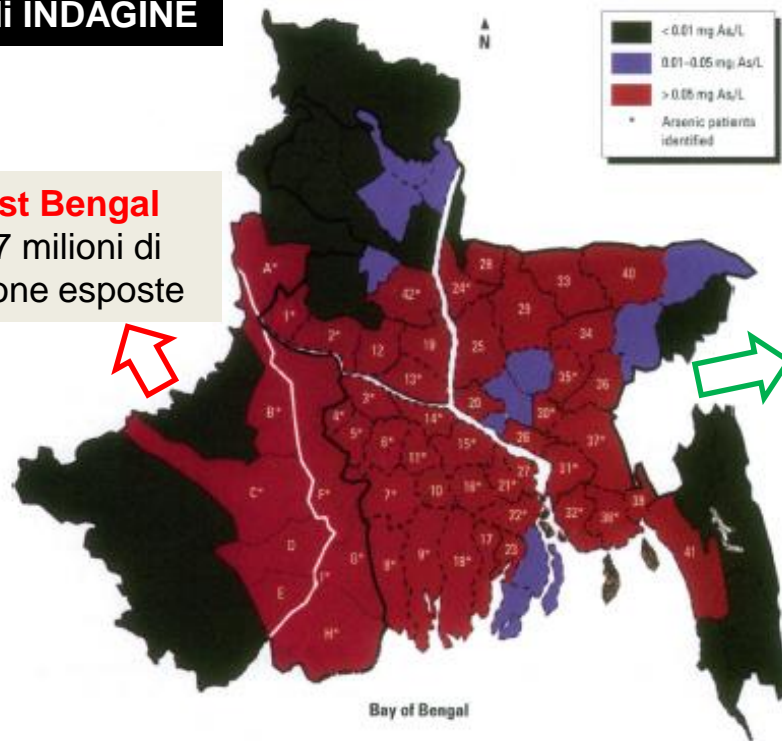 di INDAGINE
N
< 0.01 mg As/L
0.01–0.05 mg As/L
> 0.05 mg As/L
* Arsenic patients
identified
st Bengal
7 milioni di
one esposte
A*
1*
2*
12
19
42*
24*
28
29
33
40
25
34
13*
3*
14*
20
35*
36
30*
B*
4*
5*
6*
11*
15*
26
27
37*
31*
C*
F*
7*
10
16*
21*
22*
32*
38*
39
D
G*
8*
9*
18*
17
23
41
E
I*
H*
Bay of Bengal